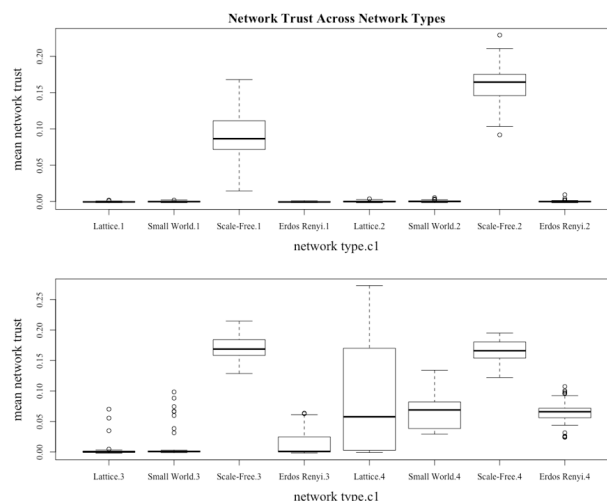 Network Trust Across Network Types
mean network trust
0.20
0.15
0.10
0.05
0.00
Lattice.1 Small World.1 Scale-Free.1 Erdos Renyi.1 Lattice.2 Small World.2 Scale-Free.2 Erdos Renyi.2
network type.c1
mean network trust
0.25
0.20
0.15
0.10
0.05
0.00
Lattice.3 Small World.3 Scale-Free.3 Erdos Renyi.3 Lattice.4 Small World.4 Scale-Free.4 Erdos Renyi.4
network type.c1